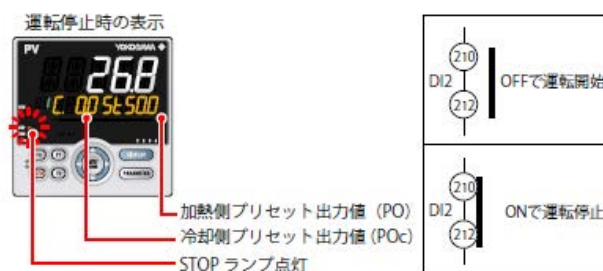 運転停止時の表示
PV
YOKOGAWA
26.8
C. 0.0 St 50.0
加熱側プリセット出力値（PO）
冷却側プリセット出力値（POc）
STOP ランプ点灯
210
DI2
OFFで運転開始
212
210
DI2
ONで運転停止
212